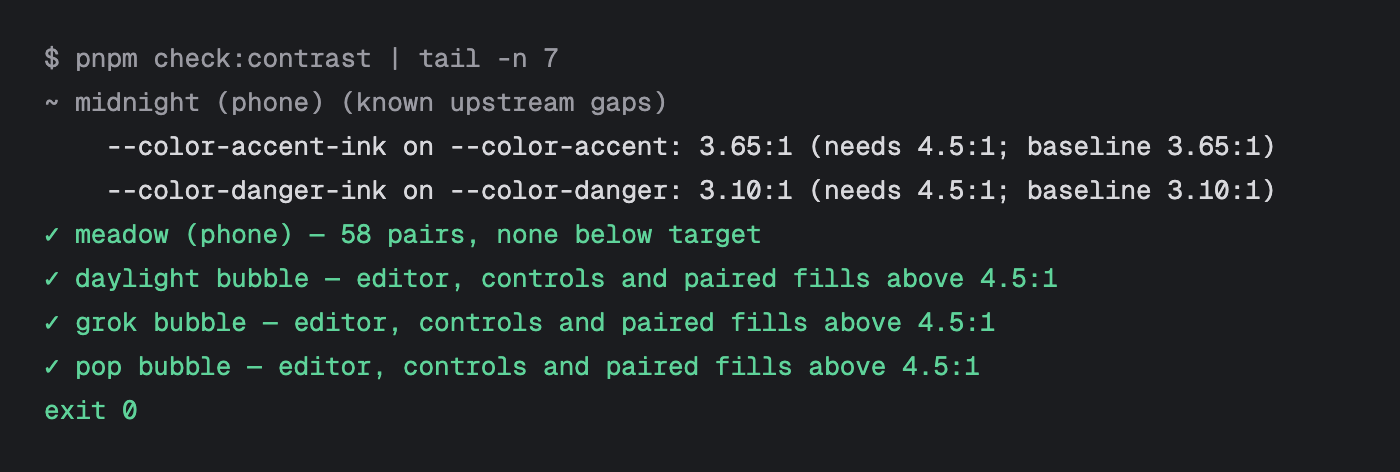 $ pnpm check:contrast | tail -n 7
~ midnight (phone) (known upstream gaps)
--color-accent-ink on --color-accent: 3.65:1 (needs 4.5:1; baseline 3.65:1)
--color-danger-ink on --color-danger: 3.10:1 (needs 4.5:1; baseline 3.10:1)
✓ meadow (phone) — 58 pairs, none below target
✓ daylight bubble — editor, controls and paired fills above 4.5:1
✓ grok bubble — editor, controls and paired fills above 4.5:1
✓ pop bubble — editor, controls and paired fills above 4.5:1
exit 0